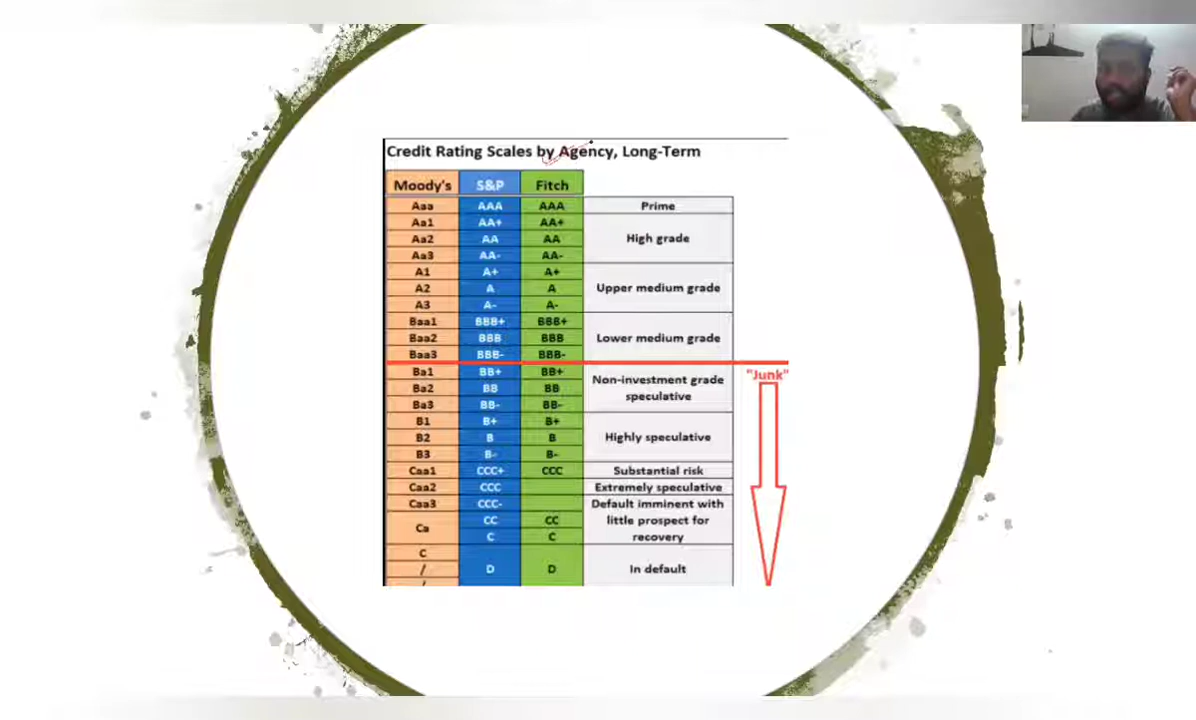 Credit Rating Scales by Agency, Long-Term
Moody's S&P Fitch
Aaa AAA AAA Prime
Aa1 AA+ AA+
Aa2 AA AA High grade
Aa3 AA- AA-
A1 A+ A+
A2 A A Upper medium grade
A3 A- A-
Baa1 BBB+ BBB+
Baa2 BBB BBB Lower medium grade
Baa3 BBB- BBB-
Ba1 BB+ BB+ Non-investment grade "Junk"
Ba2 BB BB speculative
Ba3 BB- BB-
B1 B+ B+
B2 B B Highly speculative
B3 B- B-
Caa1 CCC+ CCC Substantial risk
Caa2 CCC Extremely speculative
Caa3 CCC- Default imminent with
Ca CC CC little prospect for
C C recovery
C
/ D D In default
/